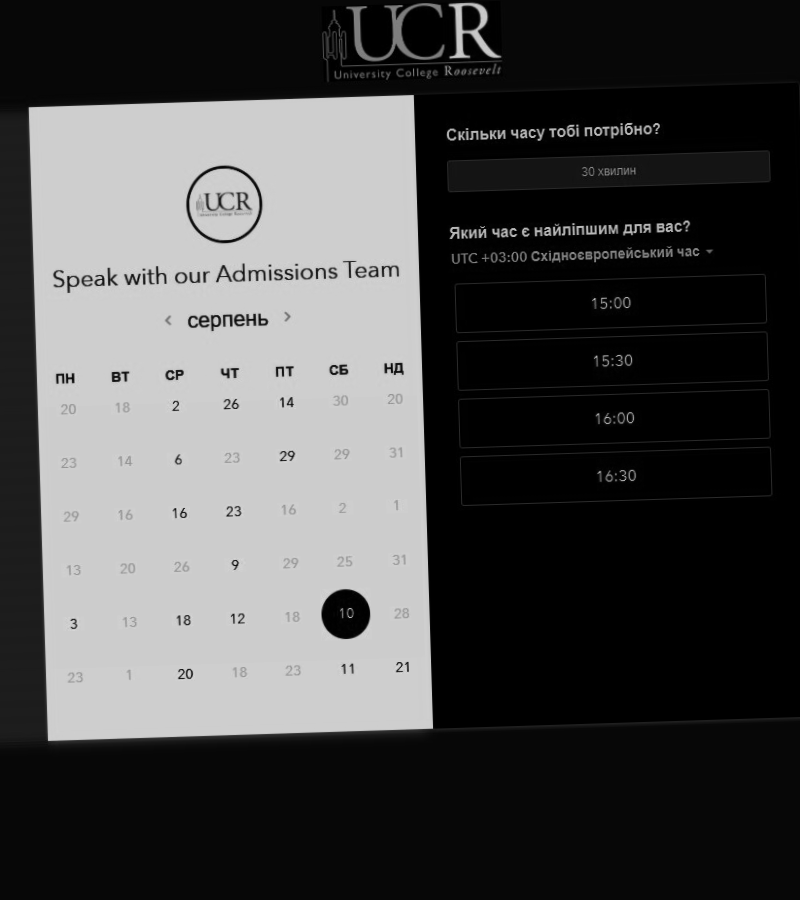 UCR
University College Roosevelt
UCR
University College Roosevelt
Speak with our Admissions Team
серпень
ПН ВТ СР ЧТ ПТ СБ НД
20 18 2 26 14 30 20
23 14 6 23 29 29 31
29 16 16 23 16 2 1
13 20 26 9 29 25 31
3 13 18 12 18 10 28
23 1 20 18 23 11 21
Скільки часу тобі потрібно?
30 хвилин
Який час є найліпшим для вас?
UTC +03:00 Східноєвропейський час
15:00
15:30
16:00
16:30